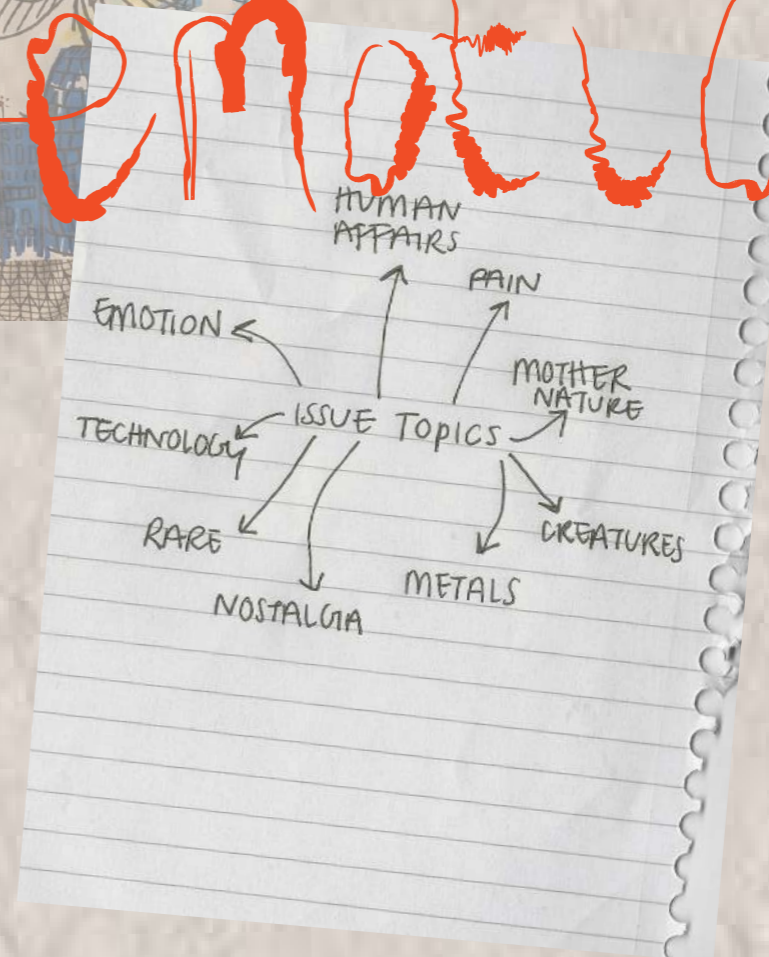 HUMAN
AFFAIRS
PAIN
EMOTION
MOTHER
NATURE
ISSUE TOPICS
TECHNOLOGY
RARE
CREATURES
METALS
NOSTALGIA